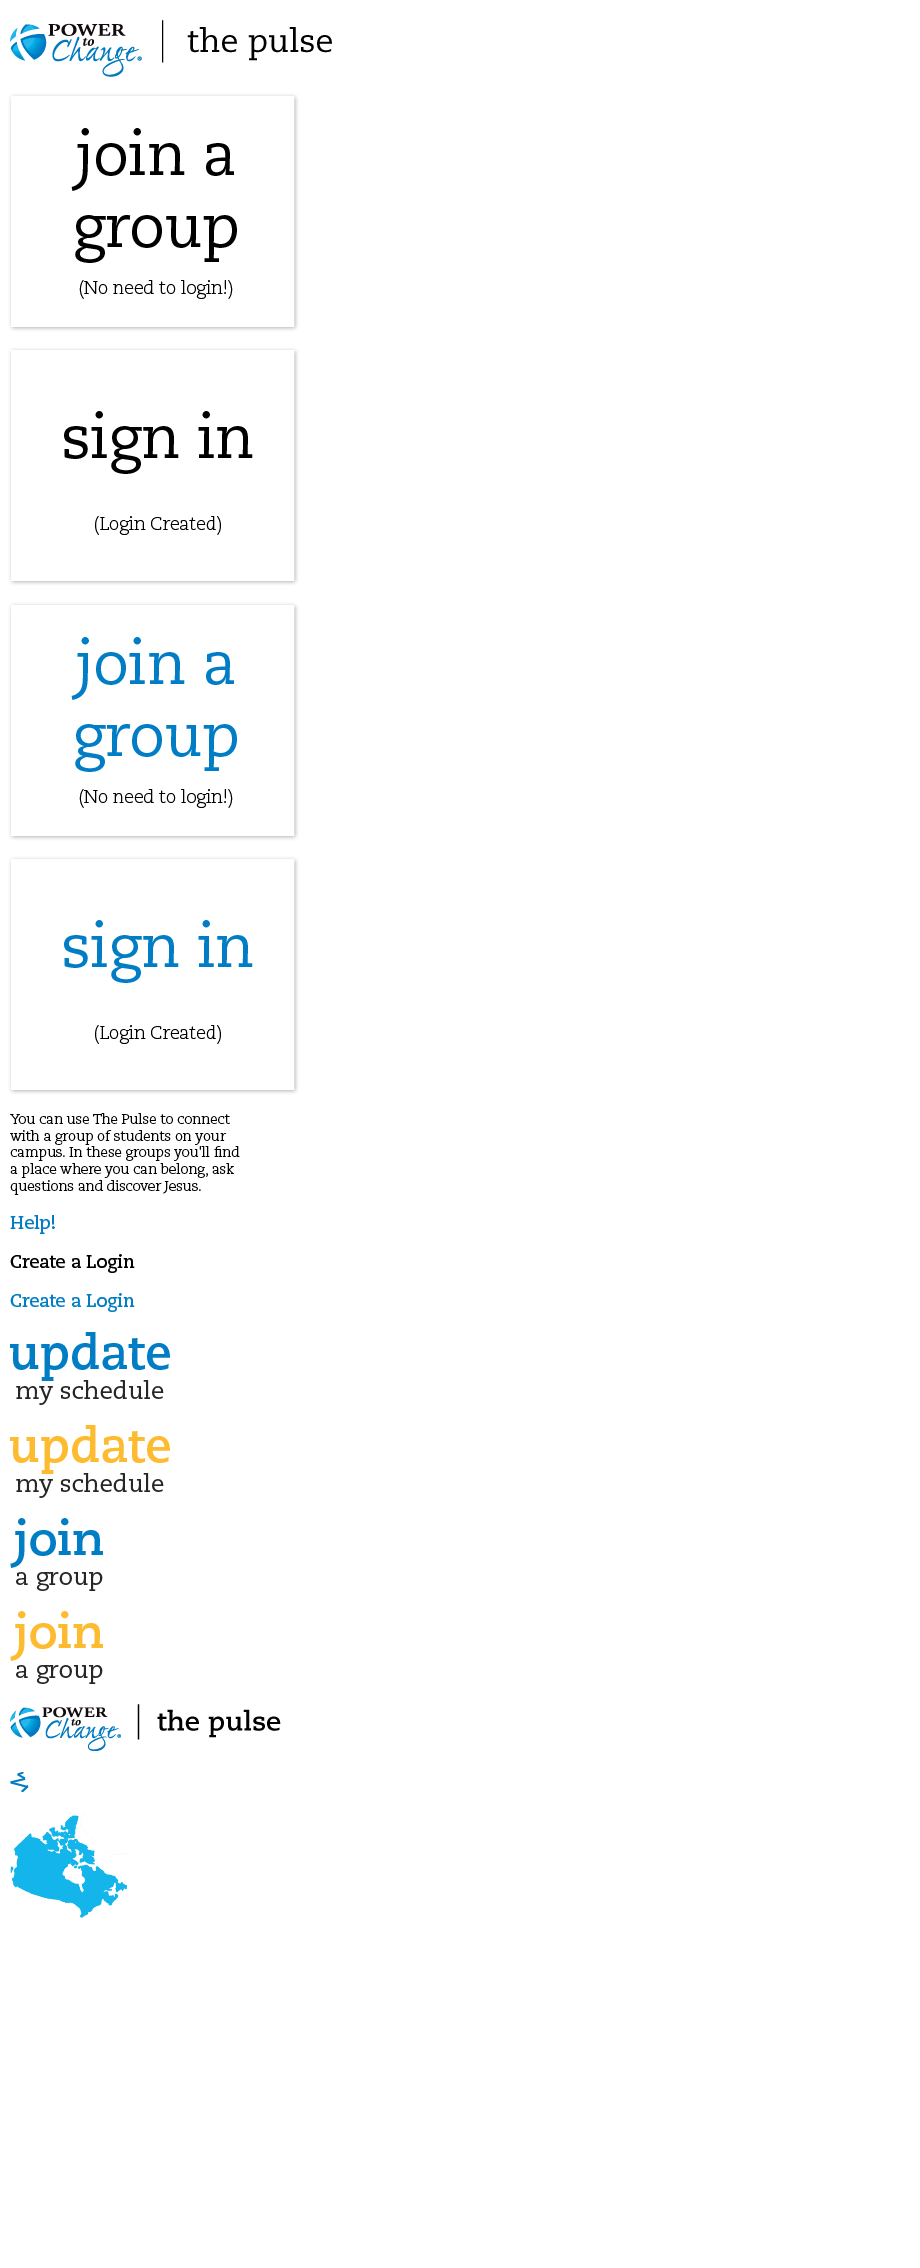 POWER to Change® | the pulse
join a
group
(No need to login!)
sign in
(Login Created)
join a
group
(No need to login!)
sign in
(Login Created)
You can use The Pulse to connect
with a group of students on your
campus. In these groups you'll find
a place where you can belong, ask
questions and discover Jesus.
Help!
Create a Login
Create a Login
update
my schedule
update
my schedule
join
a group
join
a group
POWER to Change® | the pulse